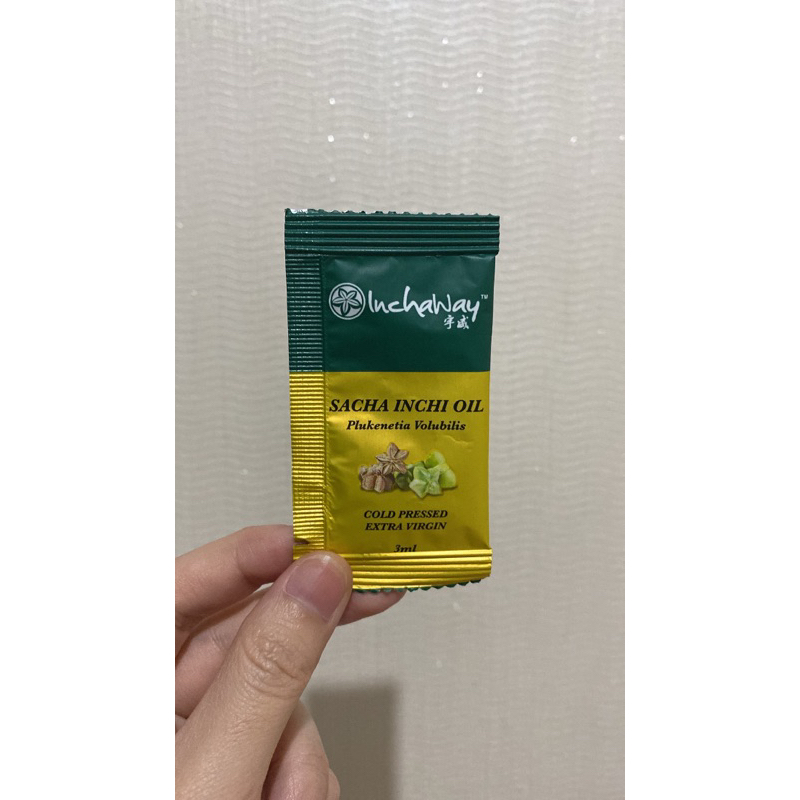 InchaWay™
宇威
SACHA INCHI OIL
Plukenetia Volubilis
COLD PRESSED
EXTRA VIRGIN
3ml